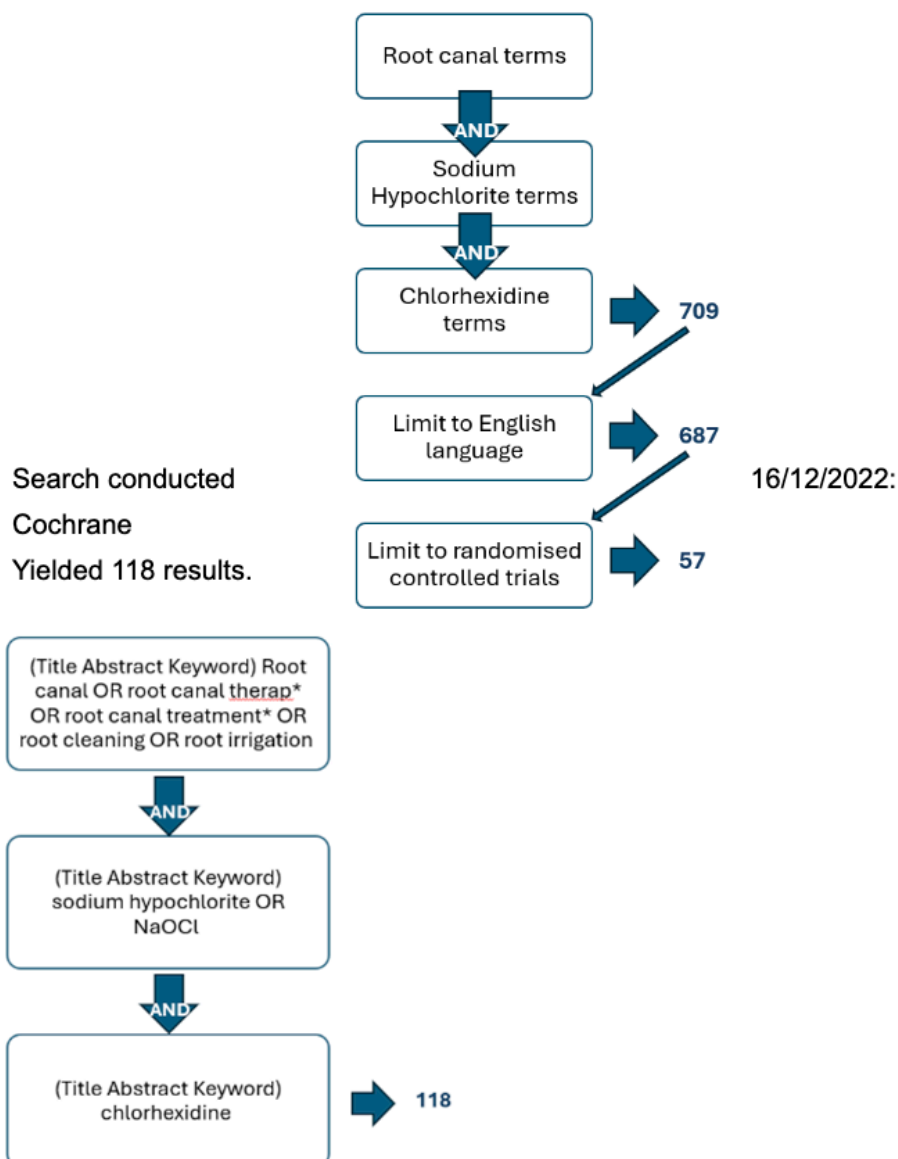 Root canal terms
AND
Sodium
Hypochlorite terms
AND
Chlorhexidine
terms
709
Limit to English
language
687
Search conducted 16/12/2022:
Cochrane
Yielded 118 results.
Limit to randomised
controlled trials
57
(Title Abstract Keyword) Root
canal OR root canal therap*
OR root canal treatment* OR
root cleaning OR root irrigation
AND
(Title Abstract Keyword)
sodium hypochlorite OR
NaOCl
AND
(Title Abstract Keyword)
chlorhexidine
118